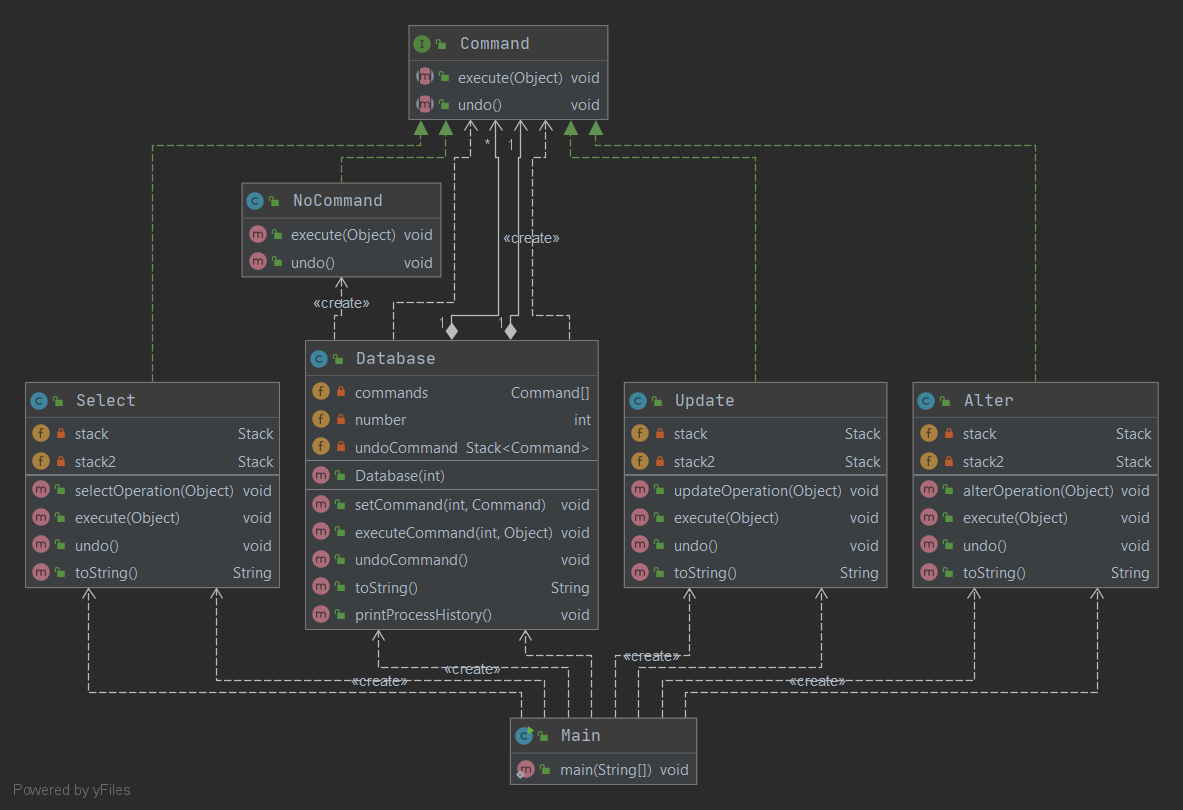 Command
execute(Object) void
undo() void
* 1
NoCommand
execute(Object) void
undo() void
«create»
«create»
1 1
Database
commands Command[]
number int
undoCommand Stack<Command>
Database(int)
setCommand(int, Command) void
executeCommand(int, Object) void
undoCommand() void
toString() String
printProcessHistory() void
Select
stack Stack
stack2 Stack
selectOperation(Object) void
execute(Object) void
undo() void
toString() String
Update
stack Stack
stack2 Stack
updateOperation(Object) void
execute(Object) void
undo() void
toString() String
Alter
stack Stack
stack2 Stack
alterOperation(Object) void
execute(Object) void
undo() void
toString() String
«create»
«create»
«create»
«create»
Main
main(String[]) void
Powered by yFiles